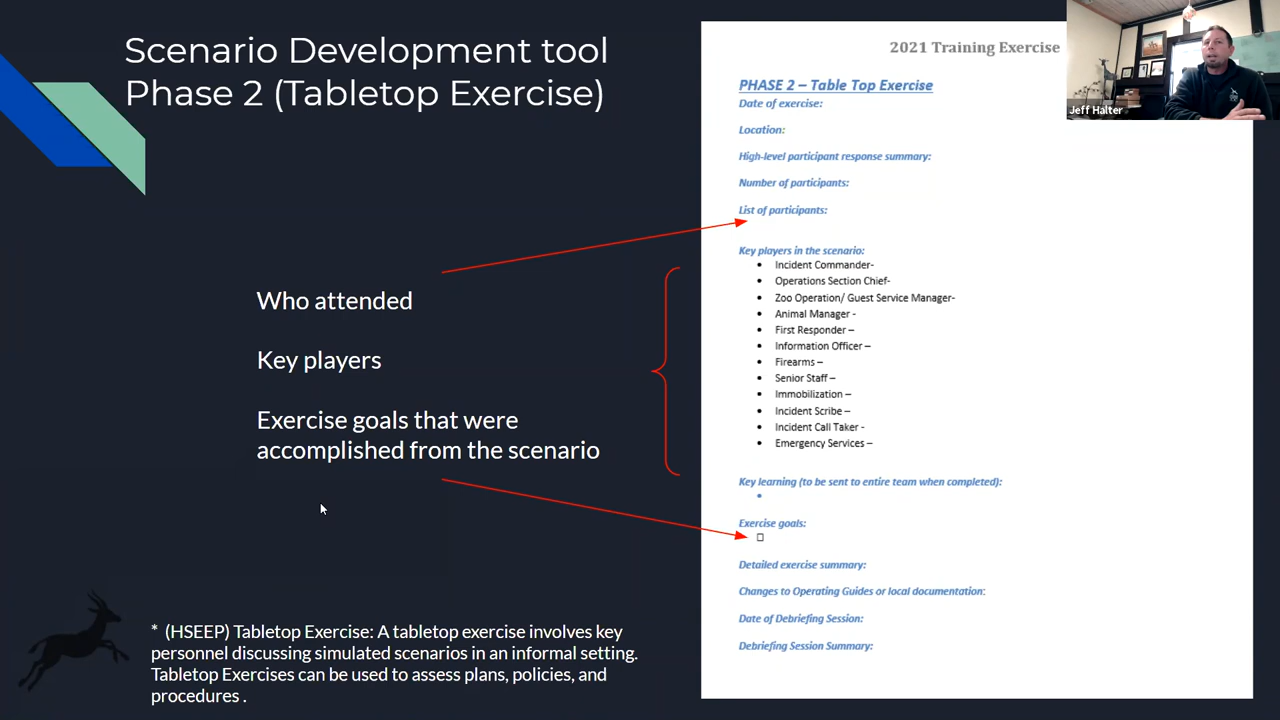 Scenario Development tool
Phase 2 (Tabletop Exercise)
Who attended
Key players
Exercise goals that were
accomplished from the scenario
* (HSEEP) Tabletop Exercise: A tabletop exercise involves key
personnel discussing simulated scenarios in an informal setting.
Tabletop Exercises can be used to assess plans, policies, and
procedures .
2021 Training Exercise
PHASE 2 – Table Top Exercise
Date of exercise:
Location:
High-level participant response summary:
Number of participants:
List of participants:
Key players in the scenario:
• Incident Commander-
• Operations Section Chief-
• Zoo Operation/ Guest Service Manager-
• Animal Manager -
• First Responder –
• Information Officer –
• Firearms –
• Senior Staff –
• Immobilization –
• Incident Scribe –
• Incident Call Taker -
• Emergency Services –
Key learning (to be sent to entire team when completed):
•
Exercise goals:
☐
Detailed exercise summary:
Changes to Operating Guides or local documentation:
Date of Debriefing Session:
Debriefing Session Summary:
Jeff Halter